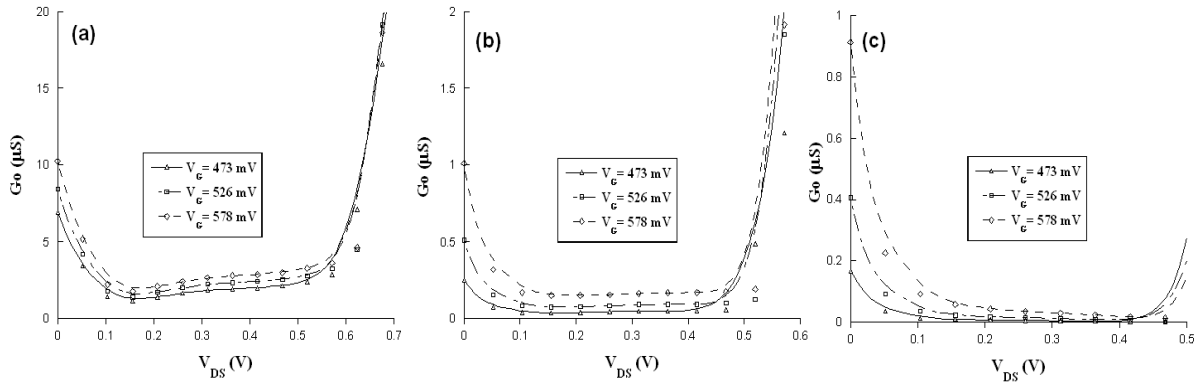 (a)
Go (µS)
20
15
10
5
0
0 0.1 0.2 0.3 0.4 0.5 0.6 0.7
V_DS (V)
V_G= 473 mV
V_G= 526 mV
V_G= 578 mV
(b)
Go (µS)
2
1
0
0 0.1 0.2 0.3 0.4 0.5 0.6
V_DS (V)
V_G= 473 mV
V_G= 526 mV
V_G= 578 mV
(c)
Go (µS)
1
0.8
0.6
0.4
0.2
0
0 0.1 0.2 0.3 0.4 0.5
V_DS (V)
V_G= 473 mV
V_G= 526 mV
V_G= 578 mV